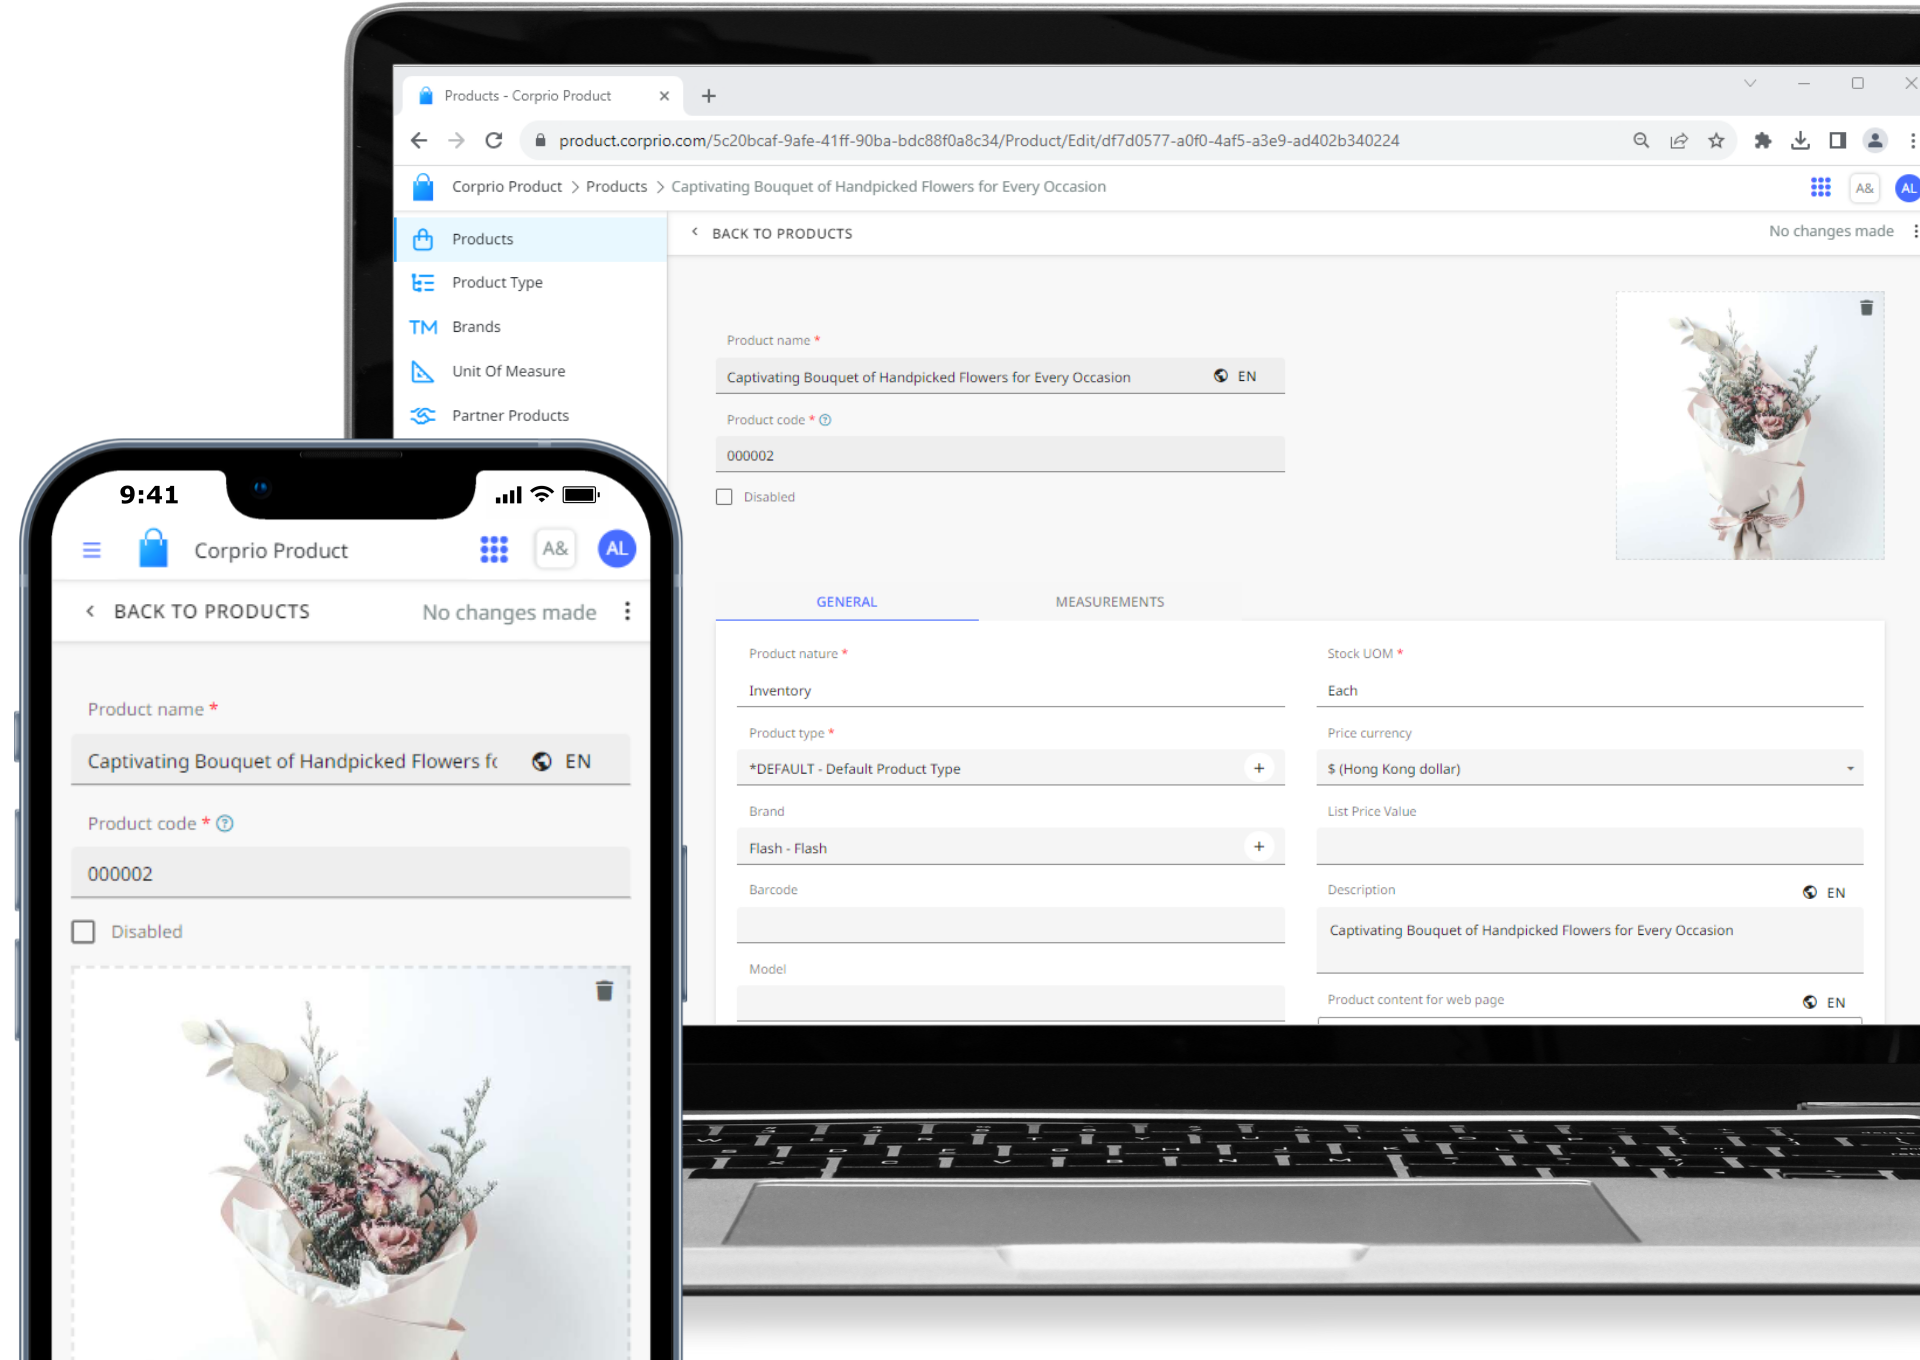 Products - Corprio Product
product.corprio.com/5c20bcaf-9afe-41ff-90ba-bdc88f0a8c34/Product/Edit/df7d0577-a0f0-4af5-a3e9-ad402b340224
Corprio Product > Products > Captivating Bouquet of Handpicked Flowers for Every Occasion
A&
AL
Products
Product Type
TM Brands
Unit Of Measure
Partner Products
BACK TO PRODUCTS
No changes made
Product name *
Captivating Bouquet of Handpicked Flowers for Every Occasion
EN
Product code *
000002
Disabled
GENERAL
MEASUREMENTS
Product nature *
Inventory
Product type *
*DEFAULT - Default Product Type
Brand
Flash - Flash
Barcode
Model
Stock UOM *
Each
Price currency
$ (Hong Kong dollar)
List Price Value
Description
EN
Captivating Bouquet of Handpicked Flowers for Every Occasion
Product content for web page
EN
9:41
Corprio Product
A&
AL
BACK TO PRODUCTS
No changes made
Product name *
Captivating Bouquet of Handpicked Flowers
EN
Product code *
000002
Disabled